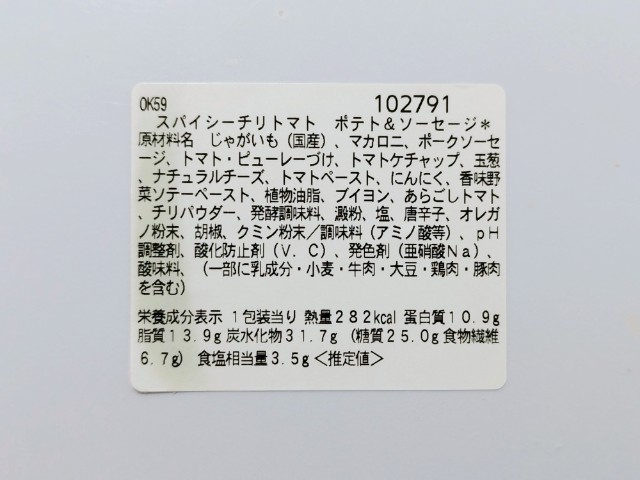 OK59 102791
スパイシーチリトマト ポテト＆ソーセージ＊
原材料名 じゃがいも（国産）、マカロニ、ポークソーセ
ージ、トマト・ピューレーづけ、トマトケチャップ、玉葱
、ナチュラルチーズ、トマトペースト、にんにく、香味野
菜ソテーペースト、植物油脂、ブイヨン、あらごしトマト
、チリパウダー、発酵調味料、澱粉、塩、唐辛子、オレガ
ノ粉末、胡椒、クミン粉末／調味料（アミノ酸等）、ｐＨ
調整剤、酸化防止剤（Ｖ．Ｃ）、発色剤（亜硝酸Ｎａ）、
酸味料、（一部に乳成分・小麦・牛肉・大豆・鶏肉・豚肉
を含む）
栄養成分表示 １包装当り 熱量２８２kcal 蛋白質１０.９g
脂質１３.９g 炭水化物３１.７g （糖質２５.０g 食物繊維
６.７g） 食塩相当量３.５g＜推定値＞